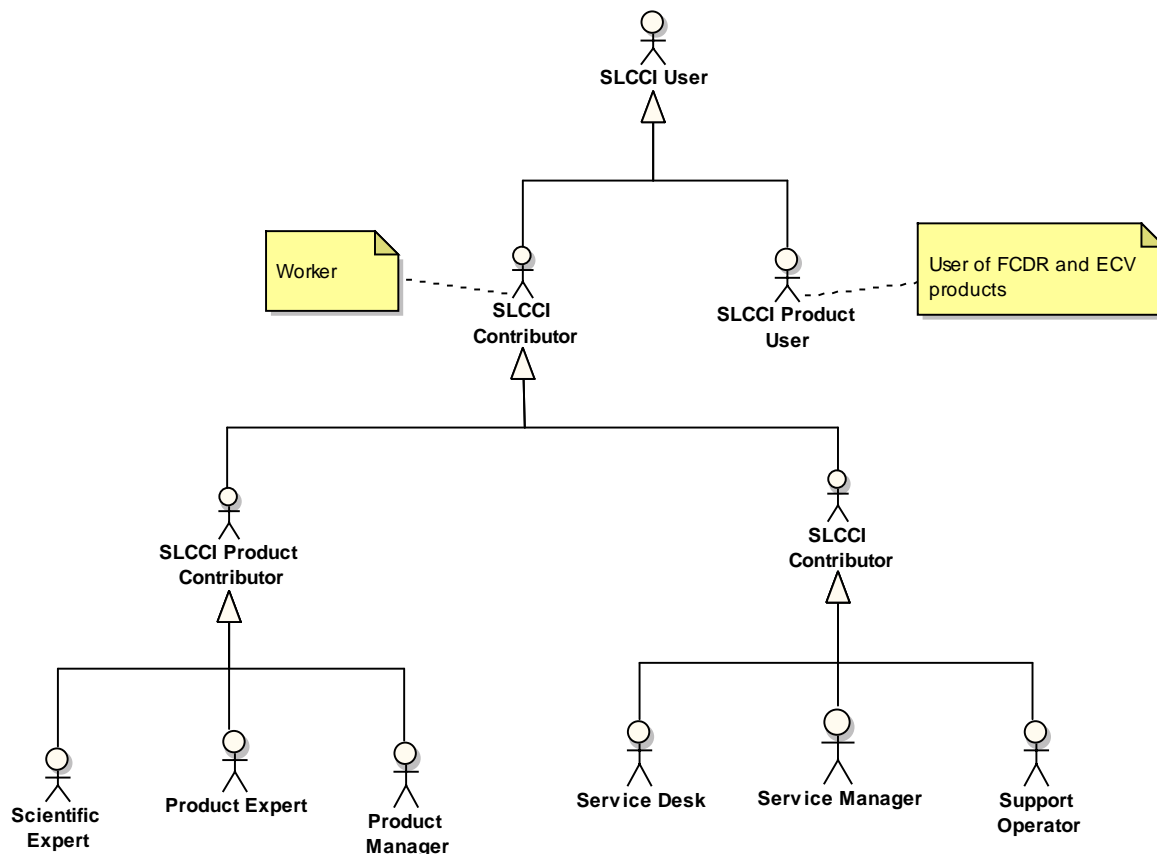 SLCCI User
Worker
SLCCI
Contributor
SLCCI Product
User
User of FCDR and ECV
products
SLCCI Product
Contributor
SLCCI
Contributor
Scientific
Expert
Product Expert
Product
Manager
Service Desk
Service Manager
Support
Operator